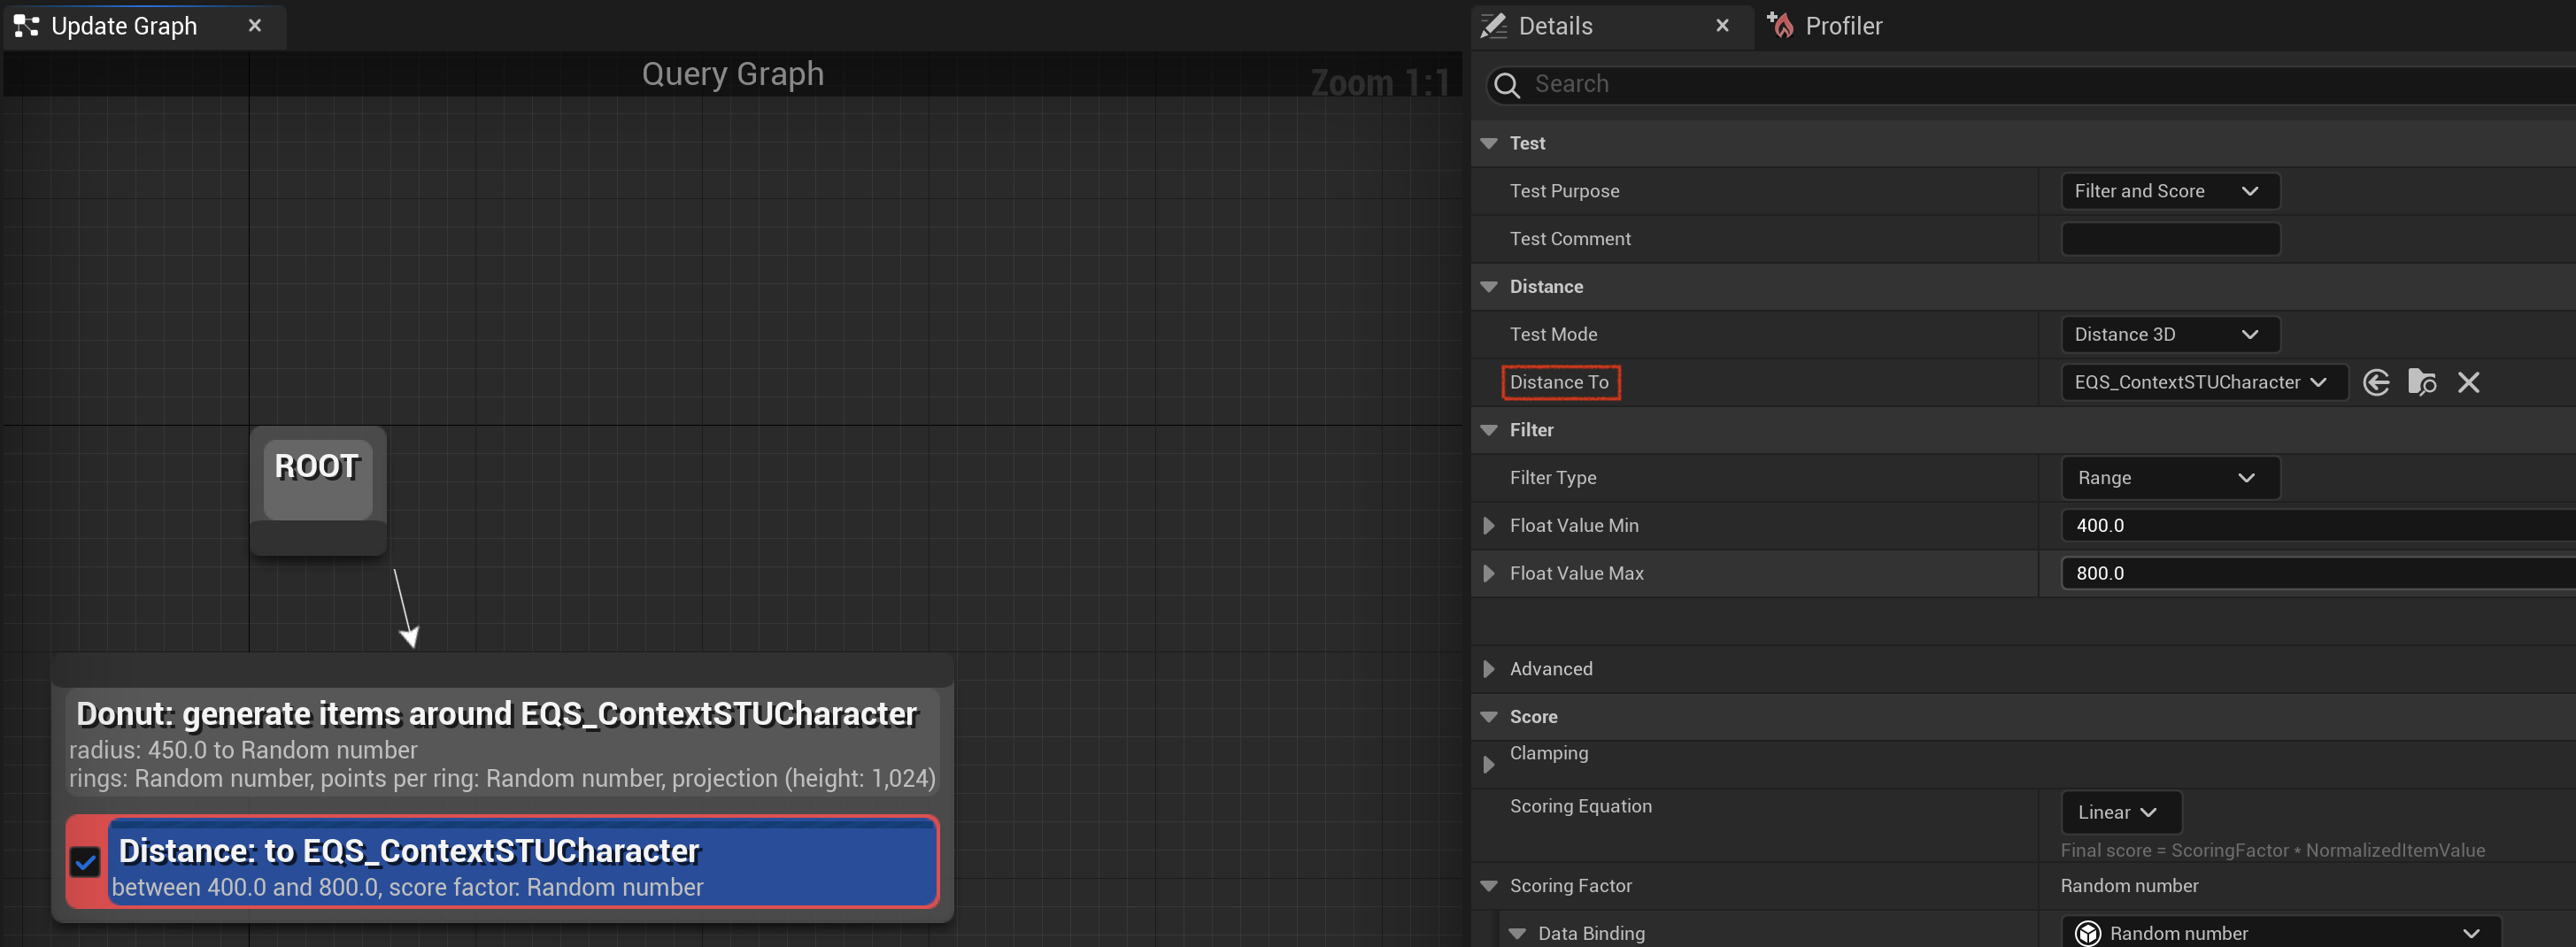 Update Graph
Query Graph
Zoom 1:1
ROOT
Donut: generate items around EQS_ContextSTUCharacter
radius: 450.0 to Random number
rings: Random number, points per ring: Random number, projection (height: 1,024)
Distance: to EQS_ContextSTUCharacter
between 400.0 and 800.0, score factor: Random number
Details
Profiler
Search
Test
Test Purpose
Filter and Score
Test Comment
Distance
Test Mode
Distance 3D
Distance To
EQS_ContextSTUCharacter
Filter
Filter Type
Range
Float Value Min
400.0
Float Value Max
800.0
Advanced
Score
Clamping
Scoring Equation
Linear
Final score = ScoringFactor * NormalizedItemValue
Scoring Factor
Random number
Data Binding
Random number